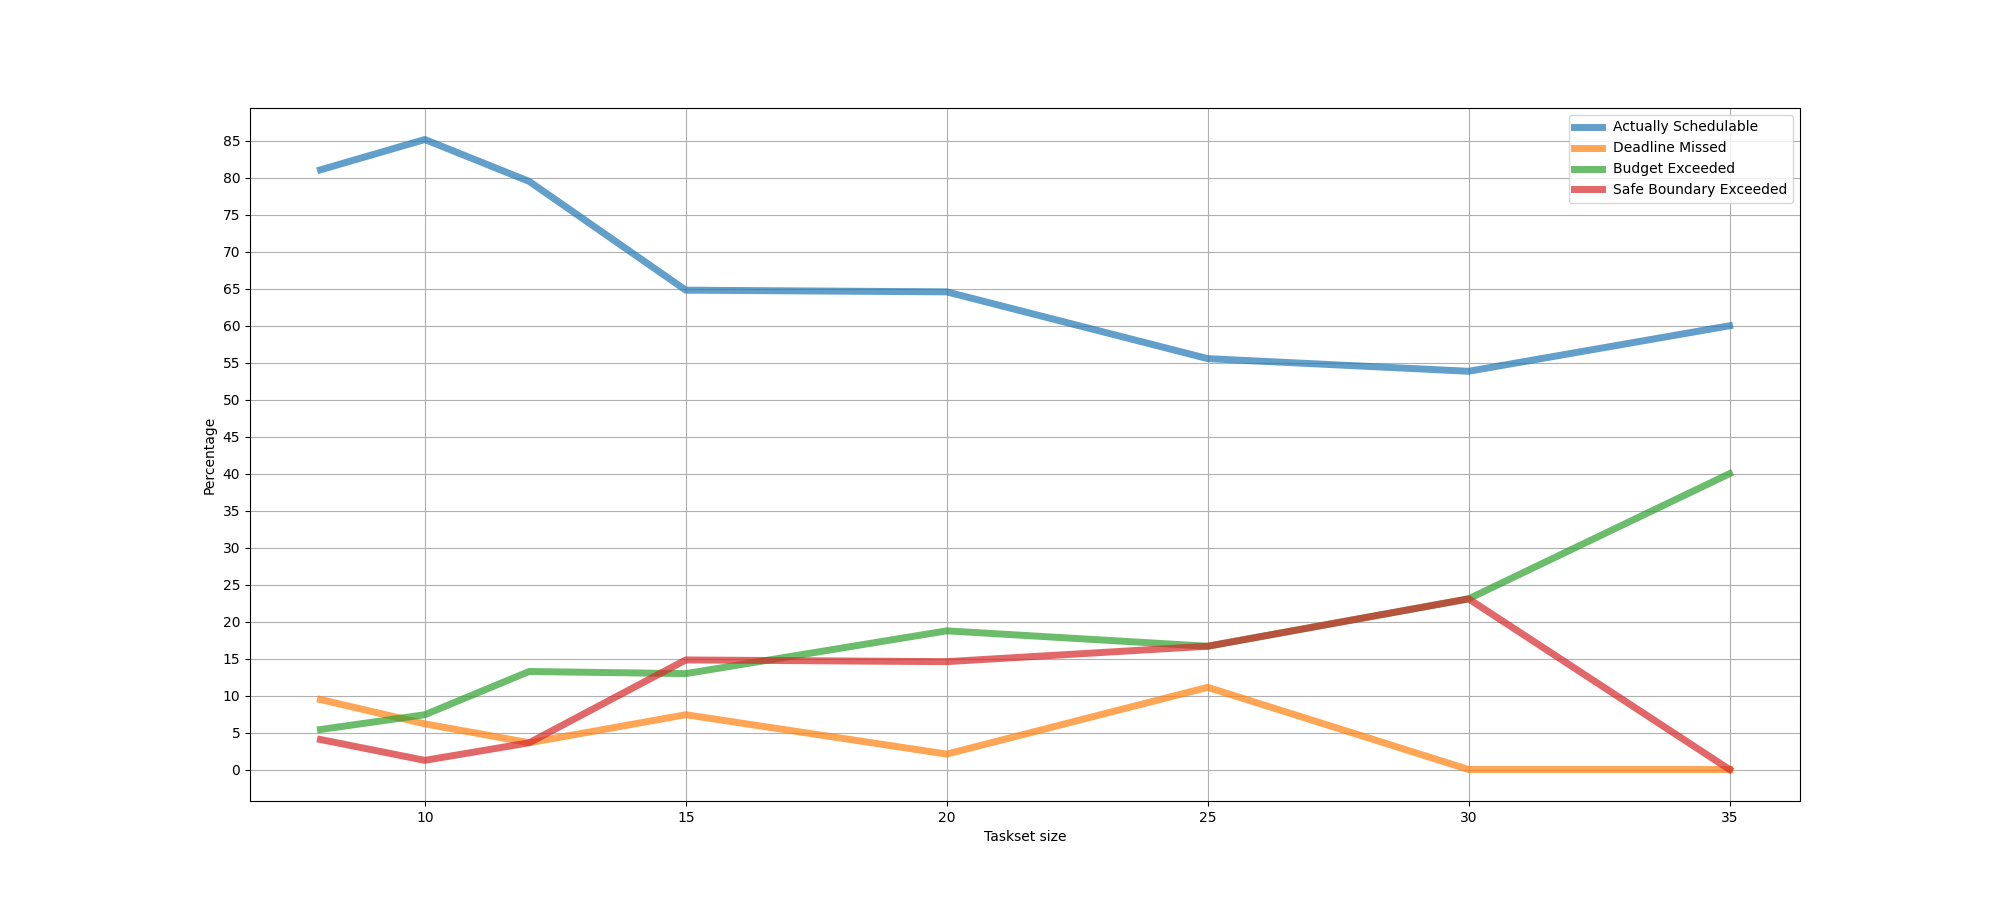 Actually Schedulable
Deadline Missed
Budget Exceeded
Safe Boundary Exceeded
85
80
75
70
65
60
55
50
45
40
35
30
25
20
15
10
5
0
Percentage
10 15 20 25 30 35
Taskset size